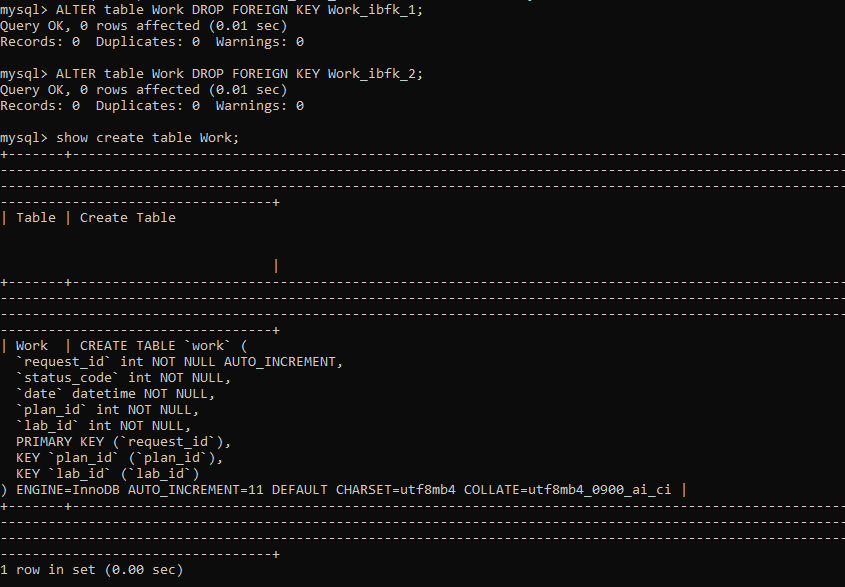 mysql> ALTER table Work DROP FOREIGN KEY Work_ibfk_1;
Query OK, 0 rows affected (0.01 sec)
Records: 0  Duplicates: 0  Warnings: 0

mysql> ALTER table Work DROP FOREIGN KEY Work_ibfk_2;
Query OK, 0 rows affected (0.01 sec)
Records: 0  Duplicates: 0  Warnings: 0

mysql> show create table Work;
+-------+-------------------------------------------------------------------------------------------------
----------------------------------------------------------------------------------------------------------
----------------------------------------------------------------------------------------------------------
----------------------------------+
| Table | Create Table

                                  |
+-------+-------------------------------------------------------------------------------------------------
----------------------------------------------------------------------------------------------------------
----------------------------------------------------------------------------------------------------------
----------------------------------+
| Work  | CREATE TABLE `work` (
  `request_id` int NOT NULL AUTO_INCREMENT,
  `status_code` int NOT NULL,
  `date` datetime NOT NULL,
  `plan_id` int NOT NULL,
  `lab_id` int NOT NULL,
  PRIMARY KEY (`request_id`),
  KEY `plan_id` (`plan_id`),
  KEY `lab_id` (`lab_id`)
) ENGINE=InnoDB AUTO_INCREMENT=11 DEFAULT CHARSET=utf8mb4 COLLATE=utf8mb4_0900_ai_ci |
+-------+-------------------------------------------------------------------------------------------------
----------------------------------------------------------------------------------------------------------
----------------------------------------------------------------------------------------------------------
----------------------------------+
1 row in set (0.00 sec)